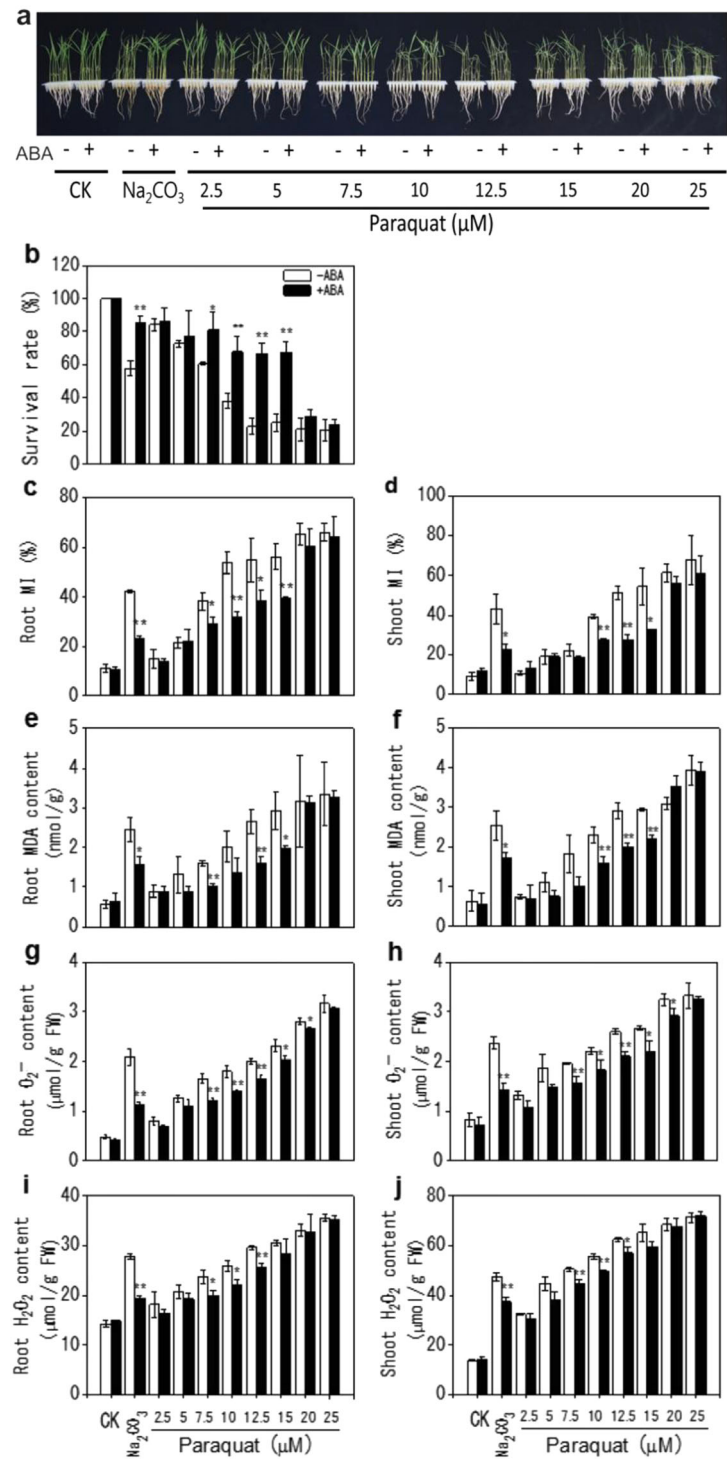 a
ABA - + - + - + - + - + - + - + - + - + - +
CK Na₂CO₃ 2.5 5 7.5 10 12.5 15 20 25
Paraquat (μM)
b
Survival rate (%)
120
100
80
60
40
20
0
-ABA
+ABA
** * ** ** **
c
Root MI (%)
80
60
40
20
0
** * ** * **
d
Shoot MI (%)
100
80
60
40
20
0
* ** ** *
e
Root MDA content
(nmol/g)
5
4
3
2
1
0
* ** ** *
f
Shoot MDA content
(nmol/g)
5
4
3
2
1
0
* ** ** **
g
Root O₂⁻ content
(μmol/g FW)
4
3
2
1
0
** ** ** ** * *
h
Shoot O₂⁻ content
(μmol/g FW)
4
3
2
1
0
** ** * ** * *
i
Root H₂O₂ content
(μmol/g FW)
40
30
20
10
0
** * * **
CK Na₂CO₃ 2.5 5 7.5 10 12.5 15 20 25
Paraquat (μM)
j
Shoot H₂O₂ content
(μmol/g FW)
80
60
40
20
0
** ** ** *
CK Na₂CO₃ 2.5 5 7.5 10 12.5 15 20 25
Paraquat (μM)